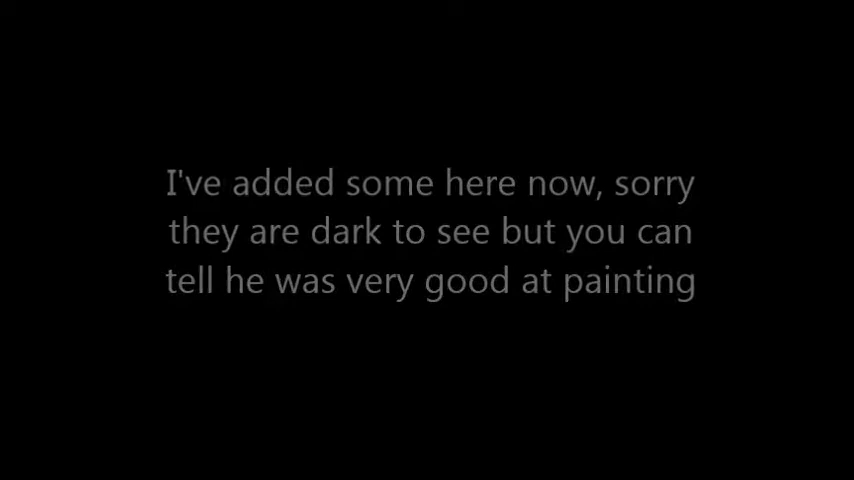 I've added some here now, sorry
they are dark to see but you can
tell he was very good at painting